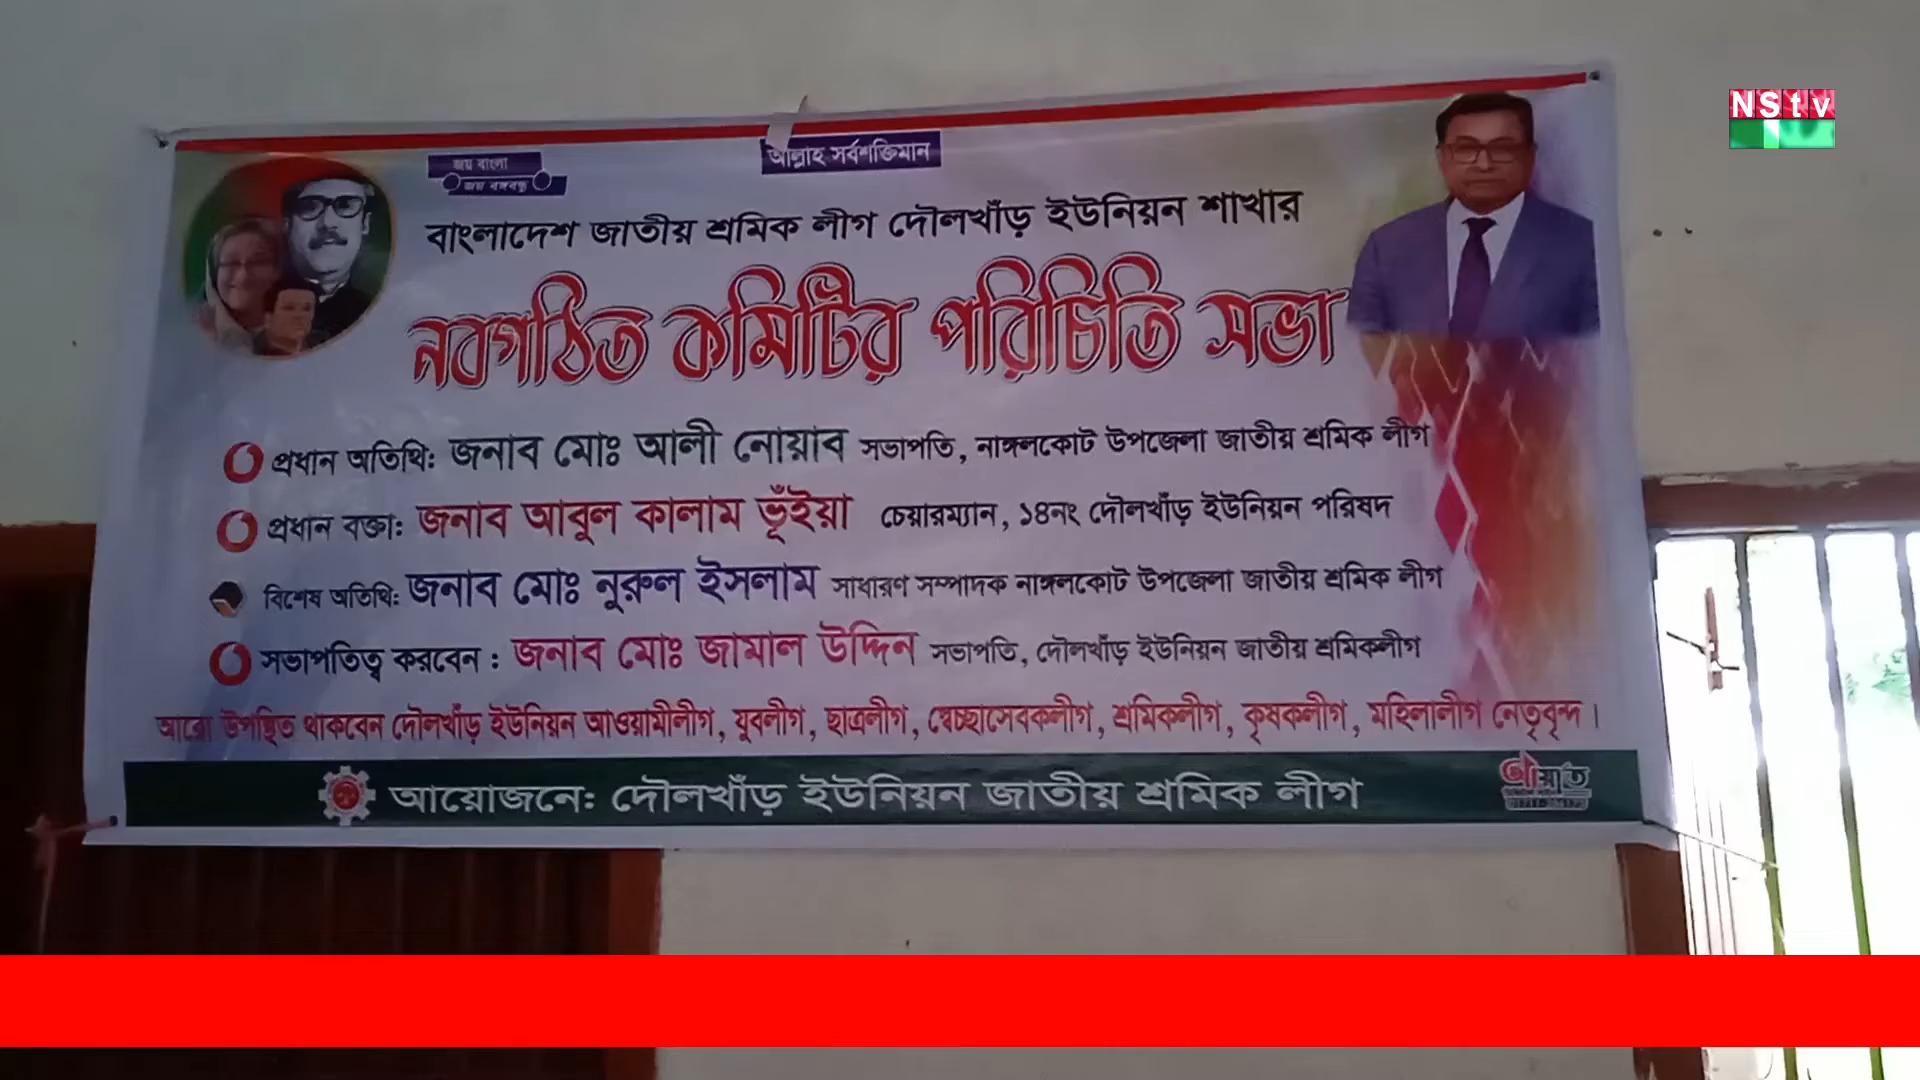 NStv
আল্লাহ সর্বশক্তিমান
জয় বাংলা
জয় বঙ্গবন্ধু
বাংলাদেশ জাতীয় শ্রমিক লীগ দৌলখাঁড় ইউনিয়ন শাখার
নবগঠিত কমিটির পরিচিতি সভা
প্রধান অতিথি: জনাব মোঃ আলী নোয়াব সভাপতি, নাঙ্গলকোট উপজেলা জাতীয় শ্রমিক লীগ
প্রধান বক্তা: জনাব আবুল কালাম ভূঁইয়া চেয়ারম্যান, ১৪নং দৌলখাঁড় ইউনিয়ন পরিষদ
বিশেষ অতিথি: জনাব মোঃ নুরুল ইসলাম সাধারণ সম্পাদক নাঙ্গলকোট উপজেলা জাতীয় শ্রমিক লীগ
সভাপতিত্ব করবেন : জনাব মোঃ জামাল উদ্দিন সভাপতি, দৌলখাঁড় ইউনিয়ন জাতীয় শ্রমিকলীগ
আরো উপস্থিত থাকবেন দৌলখাঁড় ইউনিয়ন আওয়ামীলীগ, যুবলীগ, ছাত্রলীগ, স্বেচ্ছাসেবকলীগ, শ্রমিকলীগ, কৃষকলীগ, মহিলালীগ নেতৃবৃন্দ।
আয়োজনে: দৌলখাঁড় ইউনিয়ন জাতীয় শ্রমিক লীগ